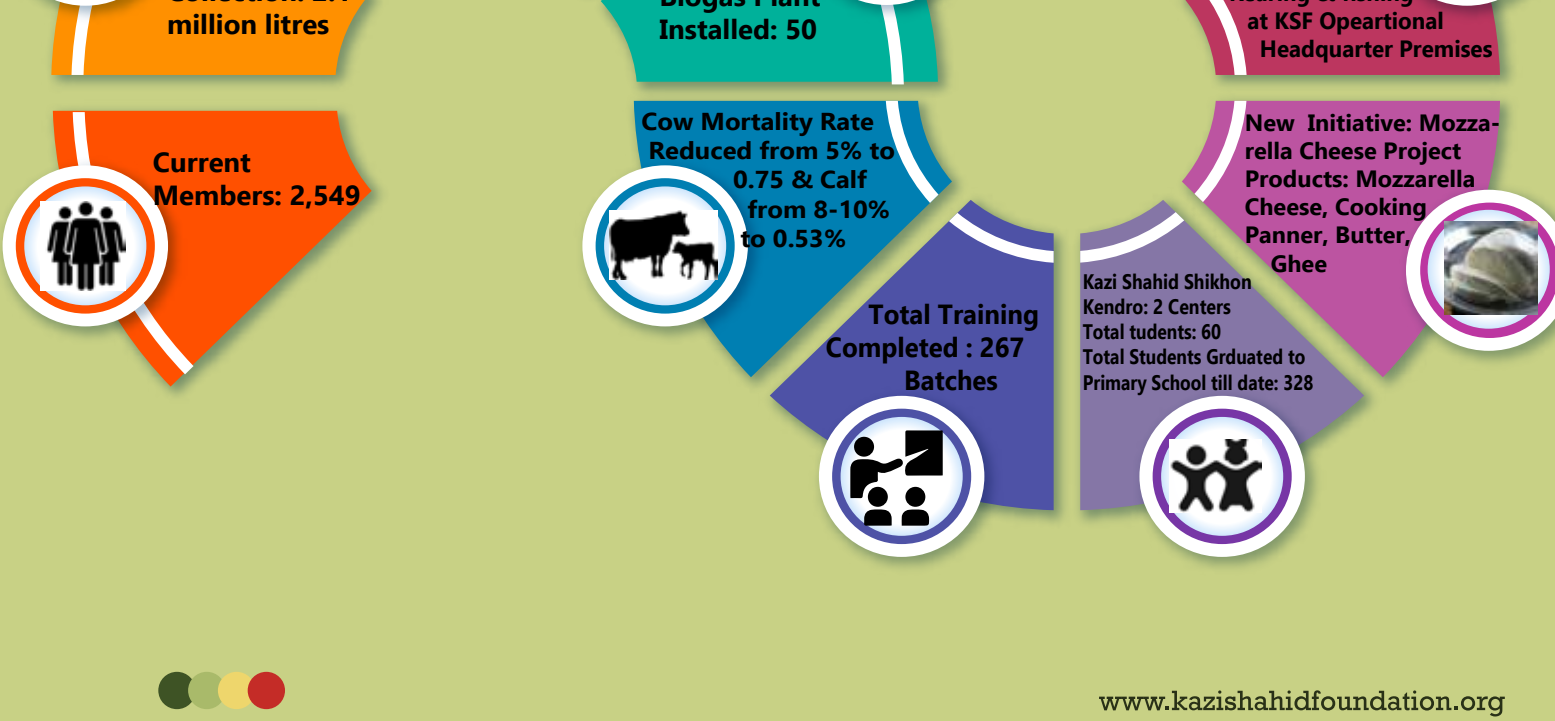 million litres
Current
Members: 2,549
Biogas Plant
Installed: 50
Cow Mortality Rate
Reduced from 5% to
0.75 & Calf
from 8-10%
to 0.53%
Total Training
Completed : 267
Batches
Kazi Shahid Shikhon
Kendro: 2 Centers
Total tudents: 60
Total Students Grduated to
Primary School till date: 328
at KSF Opeartional
Headquarter Premises
New Initiative: Mozza-
rella Cheese Project
Products: Mozzarella
Cheese, Cooking
Panner, Butter,
Ghee
www.kazishahidfoundation.org